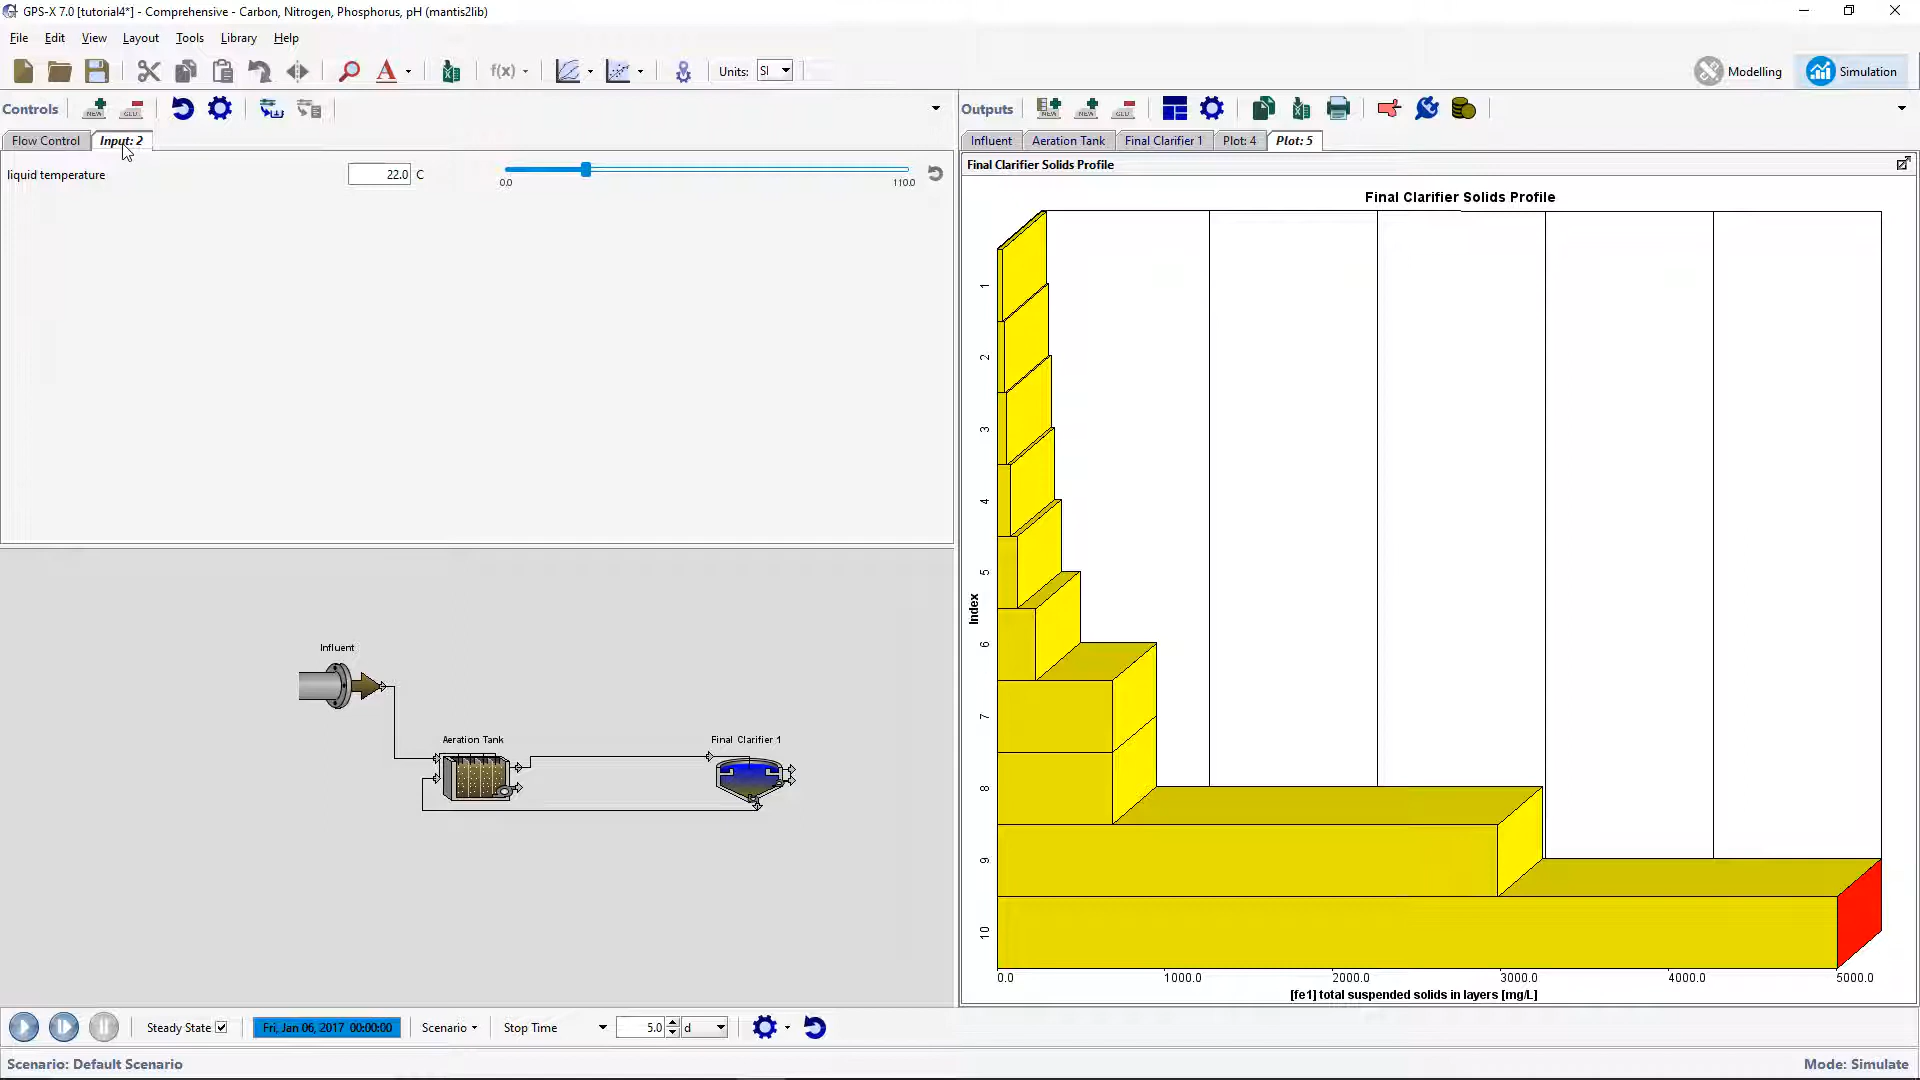 GPS-X 7.0 [tutorial4*] - Comprehensive - Carbon, Nitrogen, Phosphorus, pH (mantis2lib)
File Edit View Layout Tools Library Help
A f(x) Units: SI Modelling Simulation
Controls NEW GLO
Outputs NEW NEW GLO
Flow Control Input: 2
Influent Aeration Tank Final Clarifier 1 Plot: 4 Plot: 5
liquid temperature 22.0 C 0.0 110.0
Final Clarifier Solids Profile
Final Clarifier Solids Profile
1
2
3
4
5
Index
6
7
8
9
10
0.0 1000.0 2000.0 3000.0 4000.0 5000.0
[fe1] total suspended solids in layers [mg/L]
Influent
Aeration Tank
Final Clarifier 1
Steady State Fri, Jan 06, 2017 00:00:00 Scenario Stop Time 5.0 d
Scenario: Default Scenario
Mode: Simulate